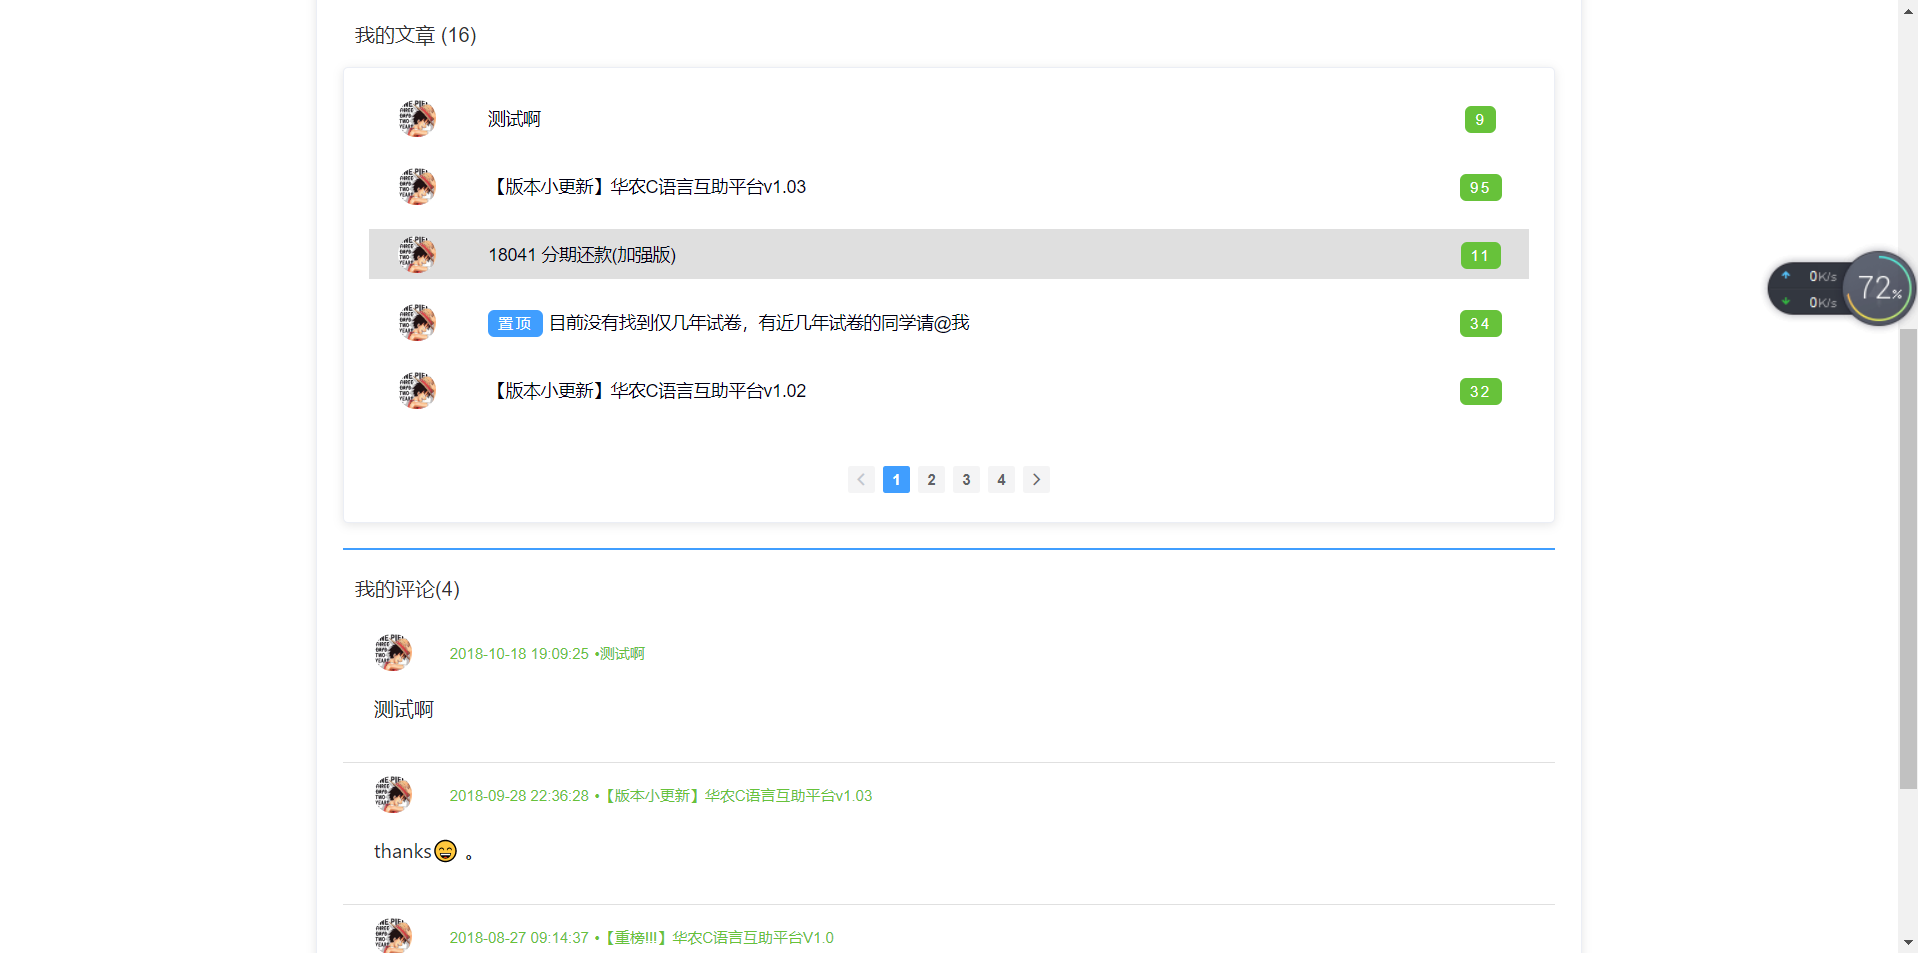 我的文章 (16)
测试啊 9
【版本小更新】华农C语言互助平台v1.03 95
18041 分期还款(加强版) 11
置顶 目前没有找到仅几年试卷，有近几年试卷的同学请@我 34
【版本小更新】华农C语言互助平台v1.02 32
1 2 3 4
我的评论(4)
2018-10-18 19:09:25 •测试啊
测试啊
2018-09-28 22:36:28 •【版本小更新】华农C语言互助平台v1.03
thanks😄 。
2018-08-27 09:14:37 •【重榜!!!】华农C语言互助平台V1.0
0K/s
0K/s
72%